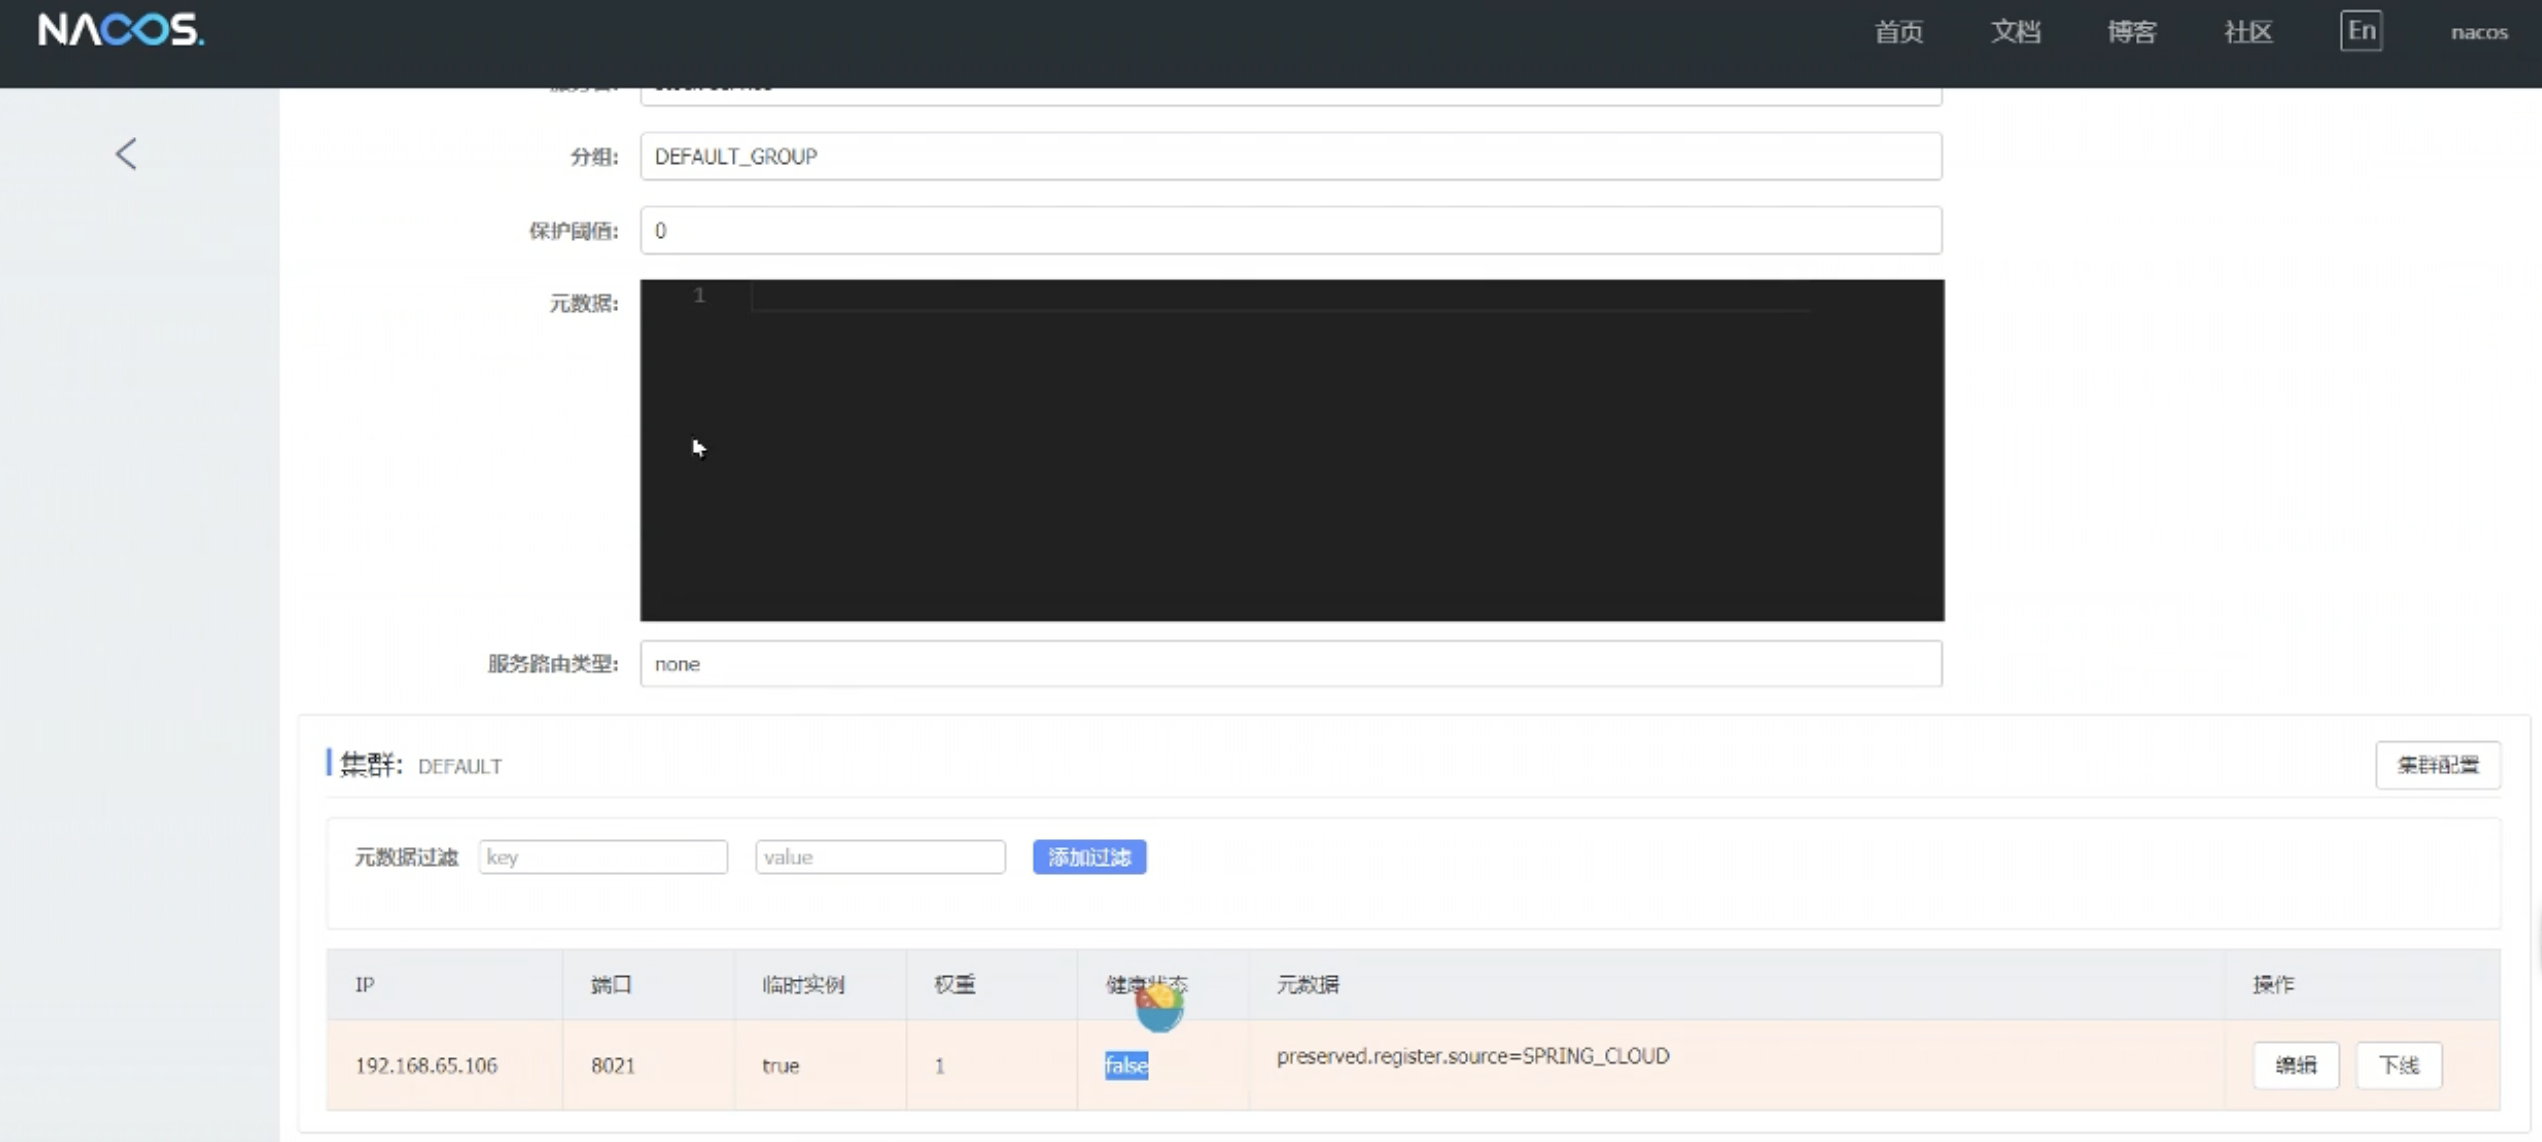 NACOS.
首页 文档 博客 社区 En nacos
分组: DEFAULT_GROUP
保护阈值: 0
元数据: 1
服务路由类型: none
集群: DEFAULT 集群配置
元数据过滤 key value 添加过滤
IP 端口 临时实例 权重 健康状态 元数据 操作
192.168.65.106 8021 true 1 false preserved.register.source=SPRING_CLOUD 编辑 下线